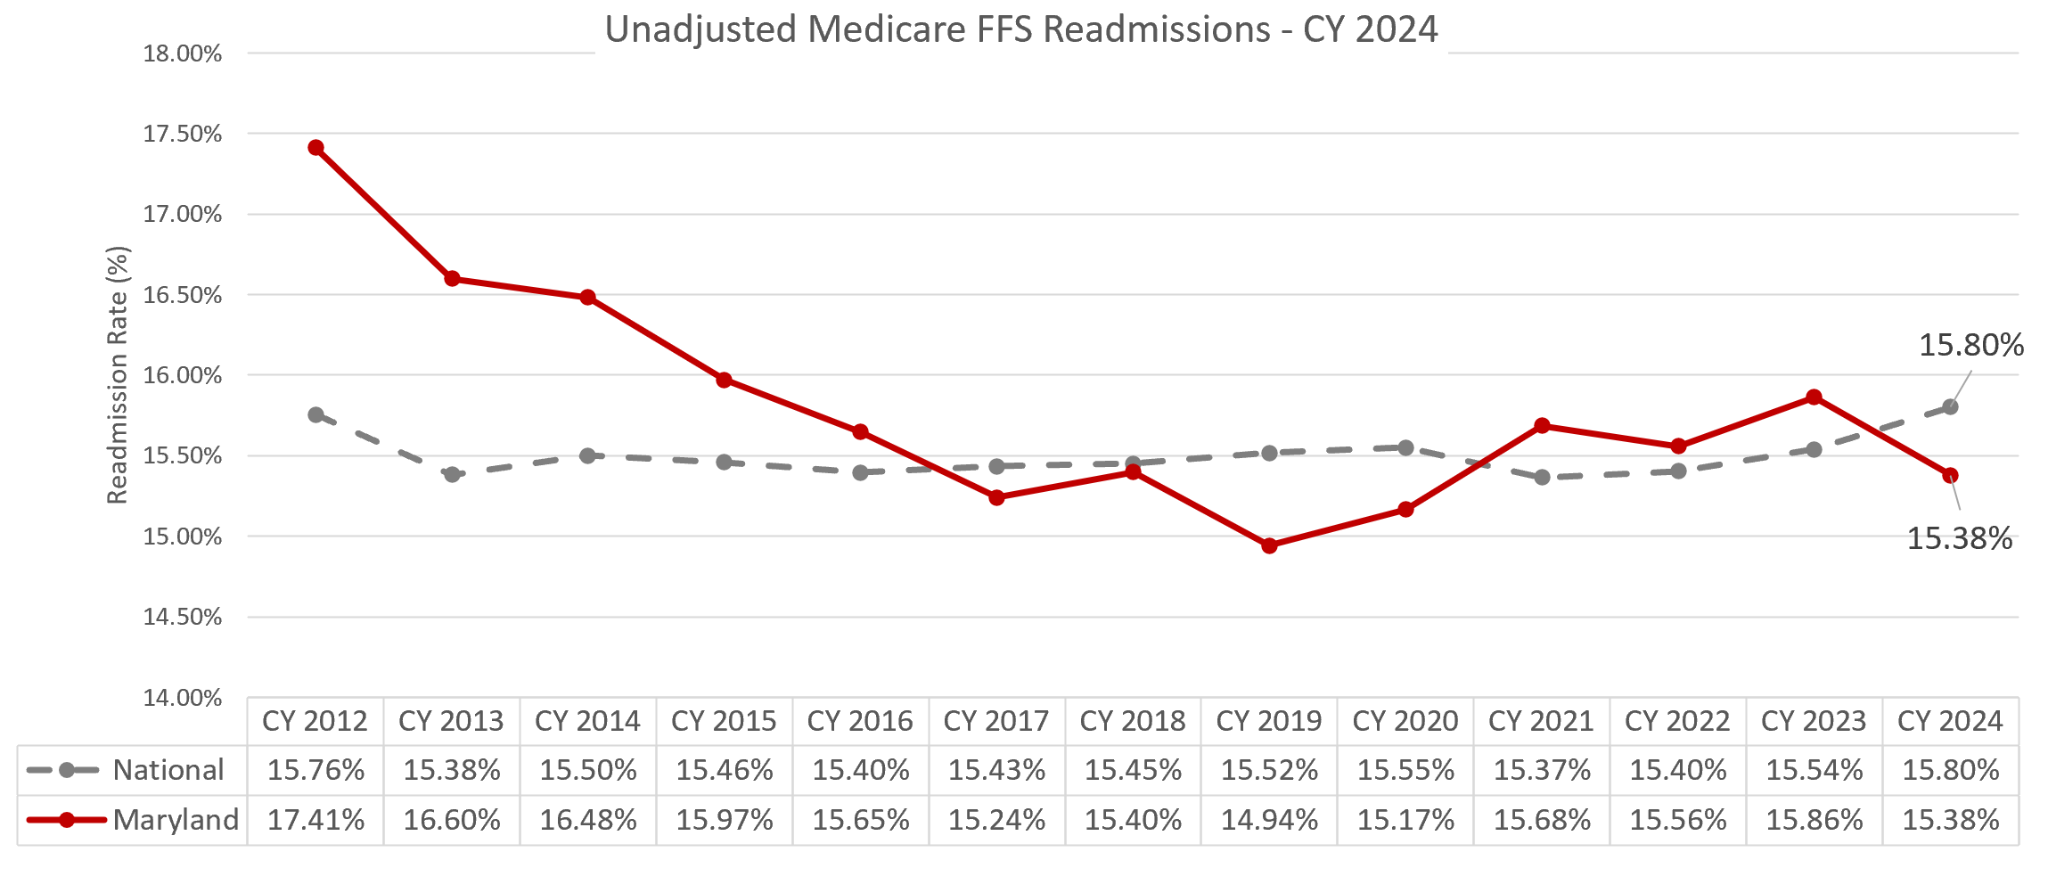 Unadjusted Medicare FFS Readmissions - CY 2024
18.00%
17.50%
17.00%
16.50%
16.00%
15.50%
15.00%
14.50%
14.00%
Readmission Rate (%)
15.80%
15.38%
CY 2012 CY 2013 CY 2014 CY 2015 CY 2016 CY 2017 CY 2018 CY 2019 CY 2020 CY 2021 CY 2022 CY 2023 CY 2024
National 15.76% 15.38% 15.50% 15.46% 15.40% 15.43% 15.45% 15.52% 15.55% 15.37% 15.40% 15.54% 15.80%
Maryland 17.41% 16.60% 16.48% 15.97% 15.65% 15.24% 15.40% 14.94% 15.17% 15.68% 15.56% 15.86% 15.38%